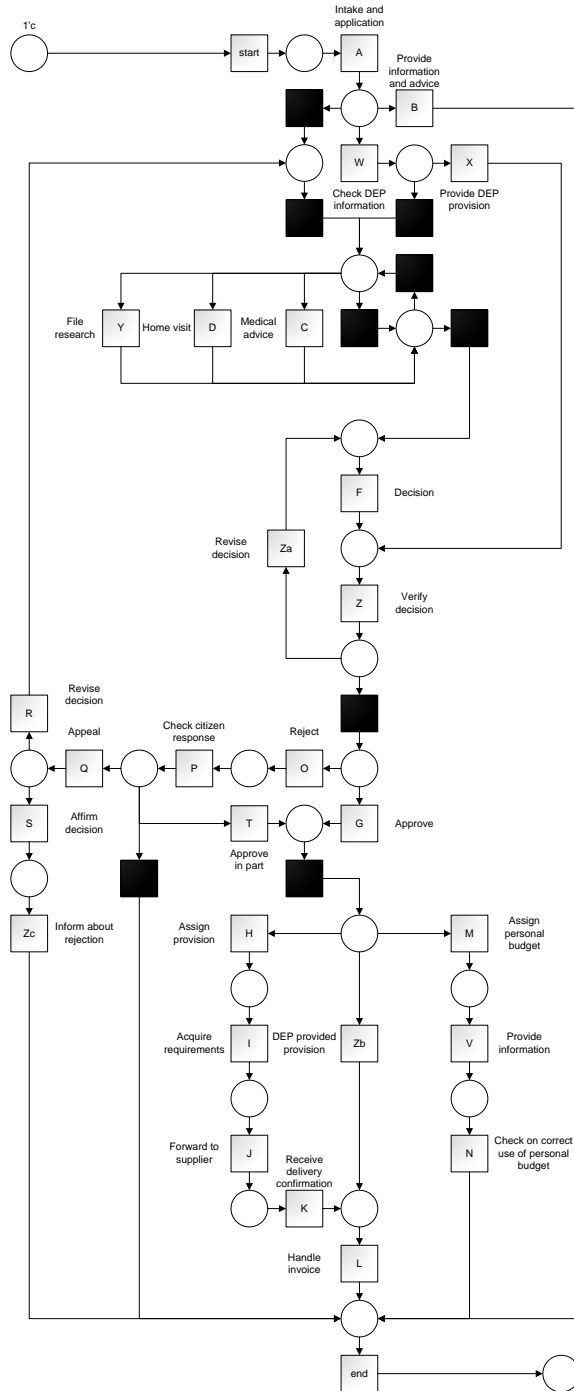 1'c
Intake and
application
start
A
Provide
information
and advice
B
W
X
Check DEP
information
Provide DEP
provision
File
research
Y
Home visit
D
Medical
advice
C
F
Decision
Revise
decision
Za
Z
Verify
decision
Revise
decision
R
Appeal
Check citizen
response
Reject
Q
P
O
S
Affirm
decision
T
G
Approve
Approve
in part
Zc
Inform about
rejection
Assign
provision
H
M
Assign
personal
budget
Acquire
requirements
I
DEP provided
provision
Zb
V
Provide
information
Forward to
supplier
J
N
Check on correct
use of personal
budget
Receive
delivery
confirmation
K
Handle
invoice
L
end